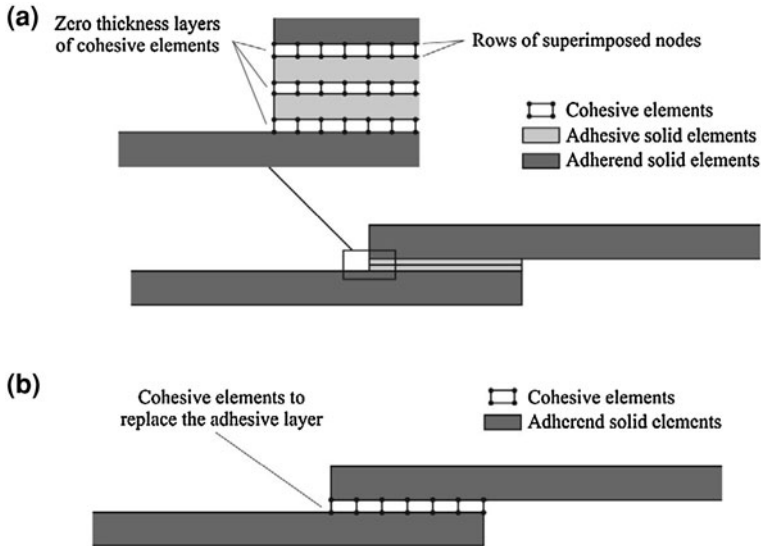 (a)
Zero thickness layers
of cohesive elements
Rows of superimposed nodes
Cohesive elements
Adhesive solid elements
Adherend solid elements
(b)
Cohesive elements to
replace the adhesive layer
Cohesive elements
Adherend solid elements